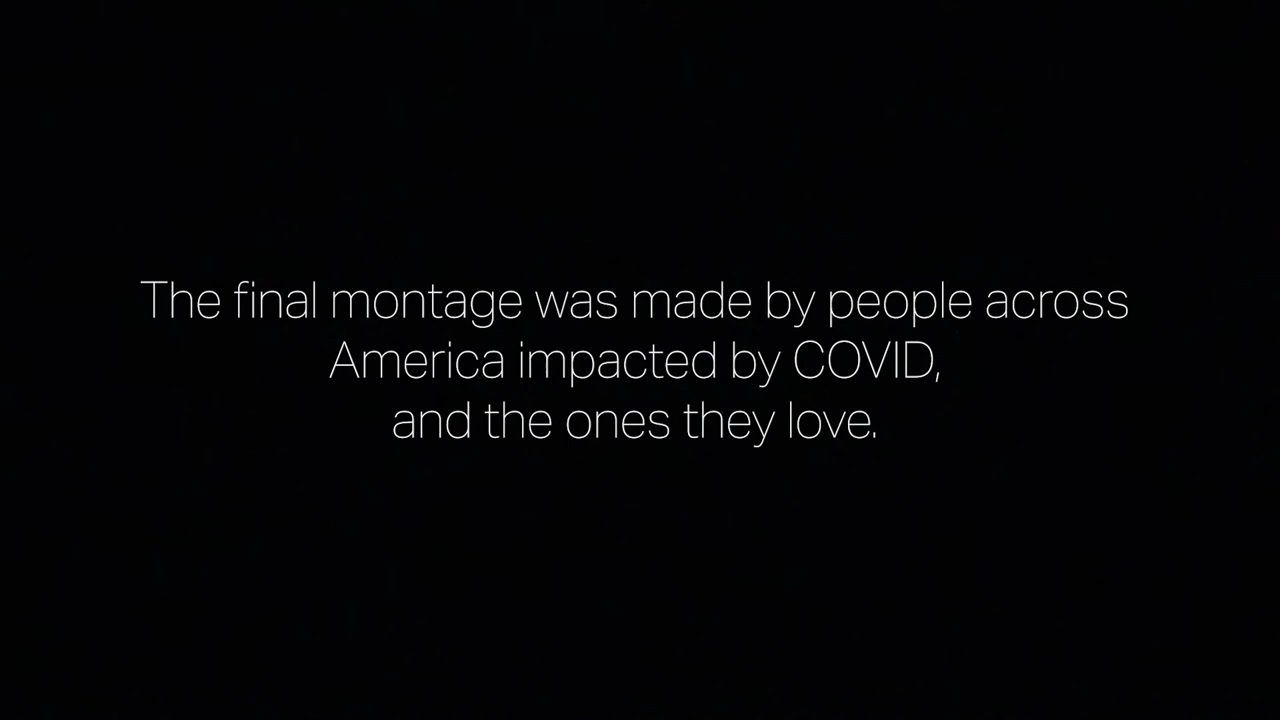 The final montage was made by people across
America impacted by COVID,
and the ones they love.